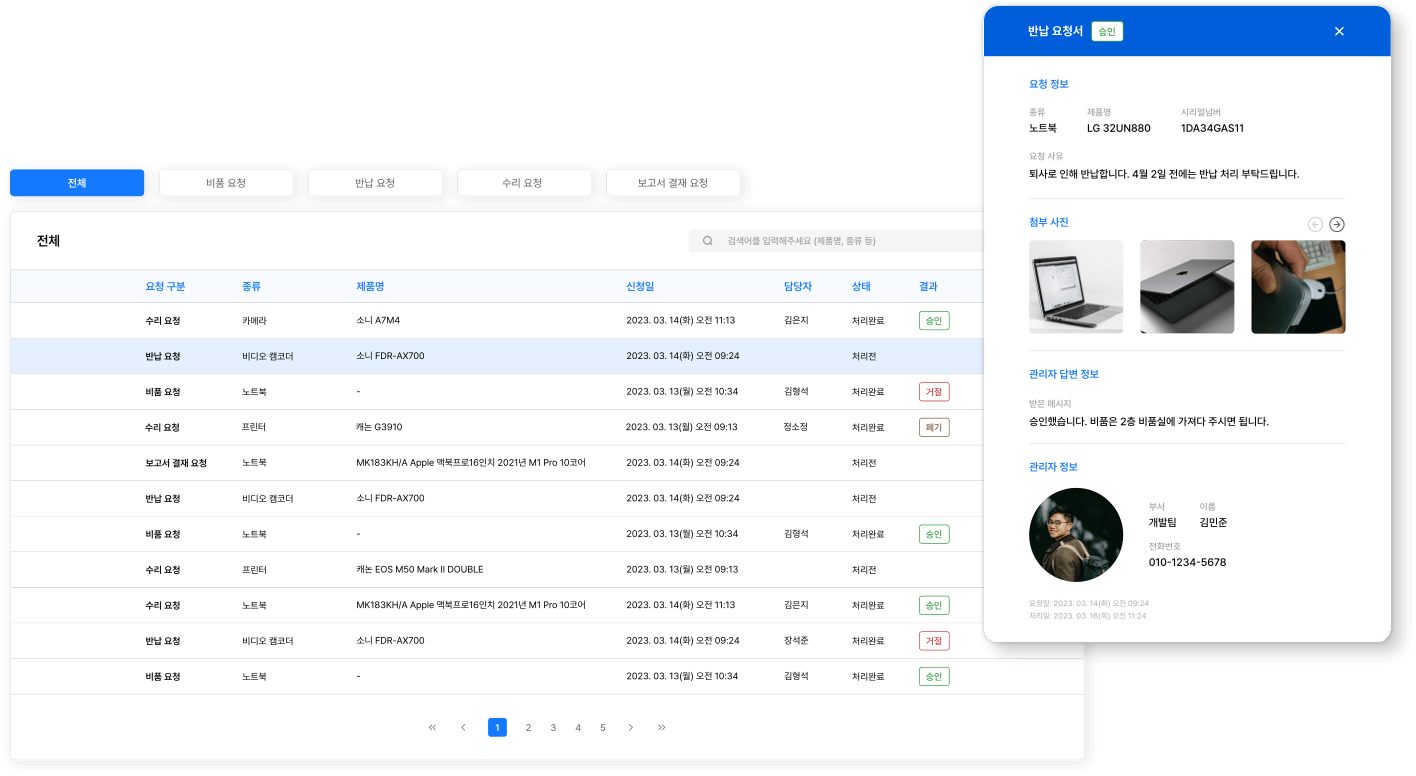 전체 비품 요청 반납 요청 수리 요청 보고서 결재 요청
전체
검색어를 입력해주세요 (제품명, 종류 등)
요청 구분 종류 제품명 신청일 담당자 상태 결과
수리 요청 카메라 소니 A7M4 2023. 03. 14(화) 오전 11:13 김은지 처리완료 승인
반납 요청 비디오 캠코더 소니 FDR-AX700 2023. 03. 14(화) 오전 09:24 처리전
비품 요청 노트북 - 2023. 03. 13(월) 오전 10:34 김형석 처리완료 거절
수리 요청 프린터 캐논 G3910 2023. 03. 13(월) 오전 09:13 정소정 처리완료 폐기
보고서 결재 요청 노트북 MK183KH/A Apple 맥북프로16인치 2021년 M1 Pro 10코어 2023. 03. 14(화) 오전 09:24 처리전
반납 요청 비디오 캠코더 소니 FDR-AX700 2023. 03. 14(화) 오전 09:24 처리전
비품 요청 노트북 - 2023. 03. 13(월) 오전 10:34 김형석 처리완료 승인
수리 요청 프린터 캐논 EOS M50 Mark II DOUBLE 2023. 03. 13(월) 오전 09:13 처리전
수리 요청 노트북 MK183KH/A Apple 맥북프로16인치 2021년 M1 Pro 10코어 2023. 03. 14(화) 오전 11:13 김은지 처리완료 승인
반납 요청 비디오 캠코더 소니 FDR-AX700 2023. 03. 14(화) 오전 09:24 장석준 처리완료 거절
비품 요청 노트북 - 2023. 03. 13(월) 오전 10:34 김형석 처리완료 승인
1 2 3 4 5
반납 요청서 승인
요청 정보
종류 제품명 시리얼넘버
노트북 LG 32UN880 1DA34GAS11
요청 사유
퇴사로 인해 반납합니다. 4월 2일 전에는 반납 처리 부탁드립니다.
첨부 사진
관리자 답변 정보
받은 메시지
승인했습니다. 비품은 2층 비품실에 가져다 주시면 됩니다.
관리자 정보
부서 이름
개발팀 김민준
전화번호
010-1234-5678
요청일: 2023. 03. 14(화) 오전 09:24
처리일: 2023. 03. 16(목) 오전 11:24